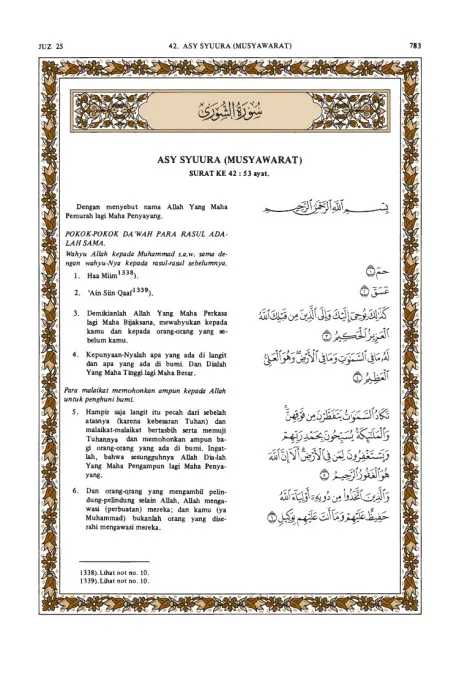 JUZ 25
42. ASY SYUURA (MUSYAWARAT)
783
سُورَةُ الشُّورَى
ASY SYUURA (MUSYAWARAT)
SURAT KE 42 : 53 ayat.
Dengan menyebut nama Allah Yang Maha
Pemurah lagi Maha Penyayang.
بِسْمِ اللَّهِ الرَّحْمَٰنِ الرَّحِيمِ
POKOK-POKOK DA'WAH PARA RASUL ADA-
LAH SAMA.
Wahyu Allah kepada Muhammad s.a.w. sama de-
ngan wahyu-Nya kepada rasul-rasul sebelumnya.
1. Haa Miim1338).
حمٓ ①
2. 'Ain Siin Qaaf1339).
عٓسٓقٓ ②
3. Demikianlah Allah Yang Maha Perkasa
lagi Maha Bijaksana, mewahyukan kepada
kamu dan kepada orang-orang yang se-
belum kamu.
كَذَٰلِكَ يُوحِيٓ إِلَيْكَ وَإِلَى الَّذِينَ مِن قَبْلِكَ اللَّهُ
الْعَزِيزُ الْحَكِيمُ ③
4. Kepunyaan-Nyalah apa yang ada di langit
dan apa yang ada di bumi. Dan Dialah
Yang Maha Tinggi lagi Maha Besar.
لَهُ مَا فِي السَّمَٰوَٰتِ وَمَا فِي الْأَرْضِ وَهُوَ الْعَلِيُّ
الْعَظِيمُ ④
Para malaikat memohonkan ampun kepada Allah
untuk penghuni bumi.
5. Hampir saja langit itu pecah dari sebelah
atasnya (karena kebesaran Tuhan) dan
malaikat-malaikat bertasbih serta memuji
Tuhannya dan memohonkan ampun ba-
gi orang-orang yang ada di bumi. Ingat-
lah, bahwa sesungguhnya Allah Dia-lah
Yang Maha Pengampun lagi Maha Penya-
yang.
تَكَادُ السَّمَٰوَٰتُ يَتَفَطَّرْنَ مِن فَوْقِهِنَّ
وَالْمَلَٰٓئِكَةُ يُسَبِّحُونَ بِحَمْدِ رَبِّهِمْ
وَيَسْتَغْفِرُونَ لِمَن فِي الْأَرْضِ أَلَآ إِنَّ اللَّهَ
هُوَ الْغَفُورُ الرَّحِيمُ ⑤
6. Dan orang-orang yang mengambil pelin-
dung-pelindung selain Allah, Allah menga-
wasi (perbuatan) mereka; dan kamu (ya
Muhammad) bukanlah orang yang dise-
rahi mengawasi mereka.
وَالَّذِينَ اتَّخَذُوا مِن دُونِهِ أَوْلِيَآءَ اللَّهُ
حَفِيظٌ عَلَيْهِمْ وَمَآ أَنتَ عَلَيْهِم بِوَكِيلٍ ⑥
1338). Lihat not no. 10.
1339). Lihat not no. 10.